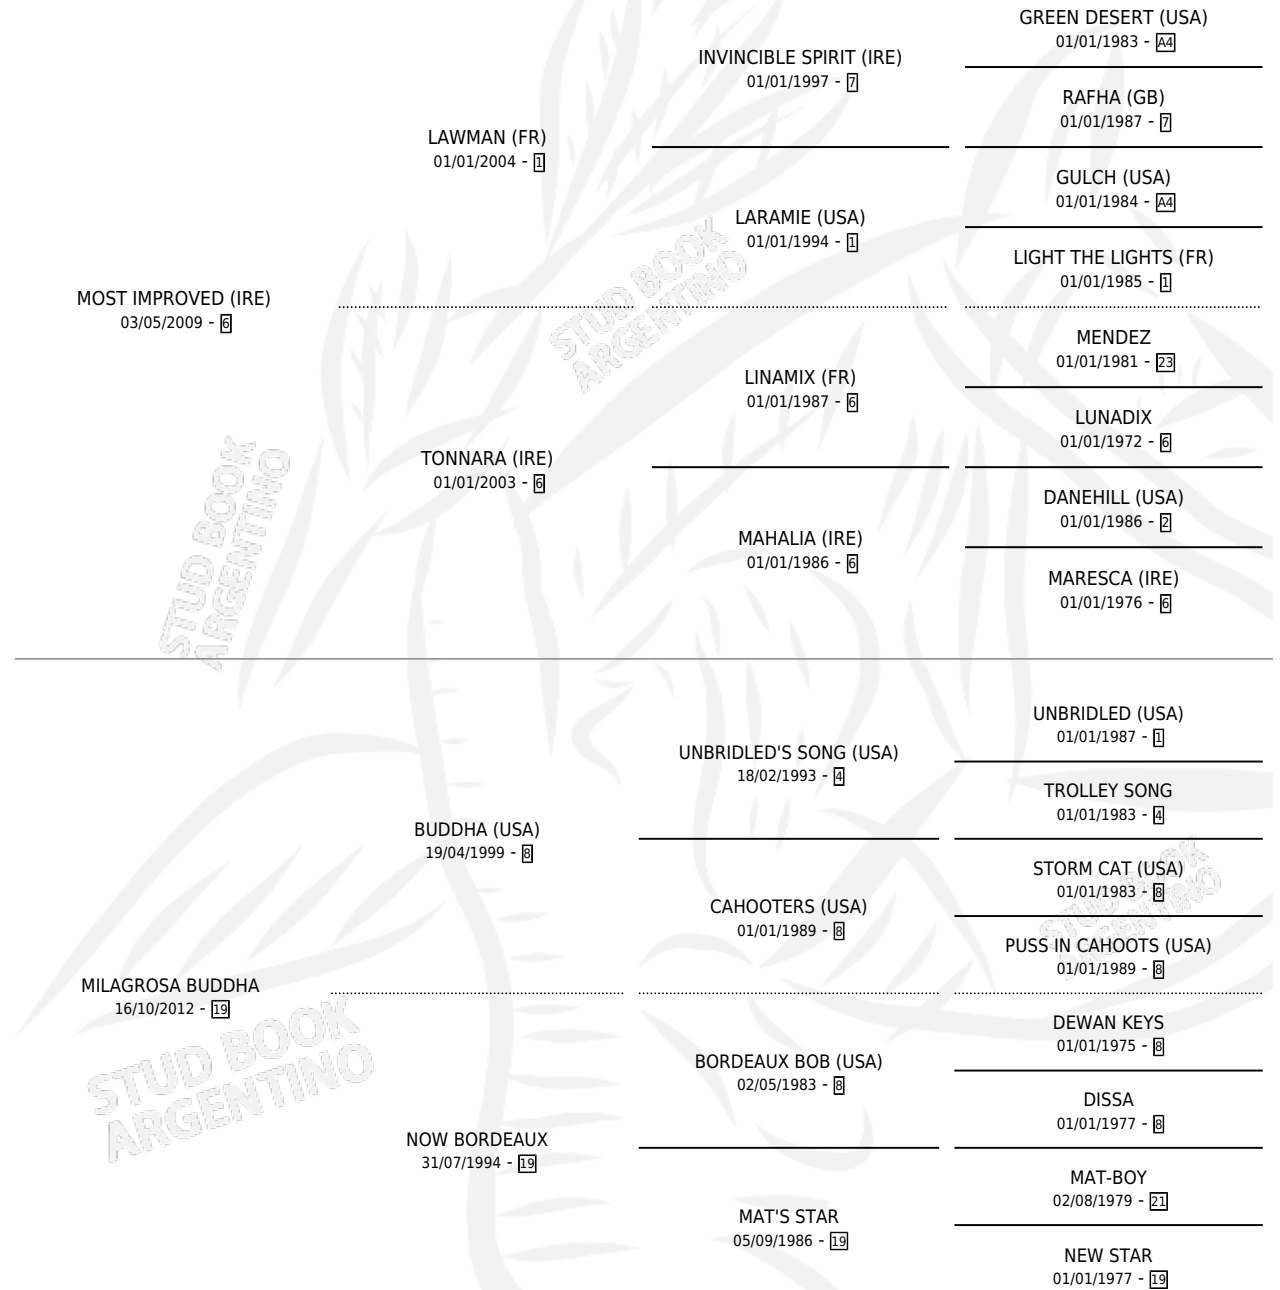 GREEN DESERT (USA)
01/01/1983 - A4
INVINCIBLE SPIRIT (IRE)
01/01/1997 - 7
RAFHA (GB)
01/01/1987 - 7
LAWMAN (FR)
01/01/2004 - 1
GULCH (USA)
01/01/1984 - A4
LARAMIE (USA)
01/01/1994 - 1
LIGHT THE LIGHTS (FR)
01/01/1985 - 1
MOST IMPROVED (IRE)
03/05/2009 - 6
STUD BOOK
ARGENTINO
MENDEZ
01/01/1981 - 23
LINAMIX (FR)
01/01/1987 - 6
LUNADIX
01/01/1972 - 6
TONNARA (IRE)
01/01/2003 - 6
DANEHILL (USA)
01/01/1986 - 2
MAHALIA (IRE)
01/01/1986 - 6
MARESCA (IRE)
01/01/1976 - 6
STUD BOOK
ARGENTINO
UNBRIDLED (USA)
01/01/1987 - 1
UNBRIDLED'S SONG (USA)
18/02/1993 - 4
TROLLEY SONG
01/01/1983 - 4
BUDDHA (USA)
19/04/1999 - 8
STORM CAT (USA)
01/01/1983 - 8
CAHOOTERS (USA)
01/01/1989 - 8
PUSS IN CAHOOTS (USA)
01/01/1989 - 8
STUD BOOK
ARGENTINO
MILAGROSA BUDDHA
16/10/2012 - 19
DEWAN KEYS
01/01/1975 - 8
BORDEAUX BOB (USA)
02/05/1983 - 8
DISSA
01/01/1977 - 8
STUD BOOK
ARGENTINO
NOW BORDEAUX
31/07/1994 - 19
MAT-BOY
02/08/1979 - 21
MAT'S STAR
05/09/1986 - 19
NEW STAR
01/01/1977 - 19